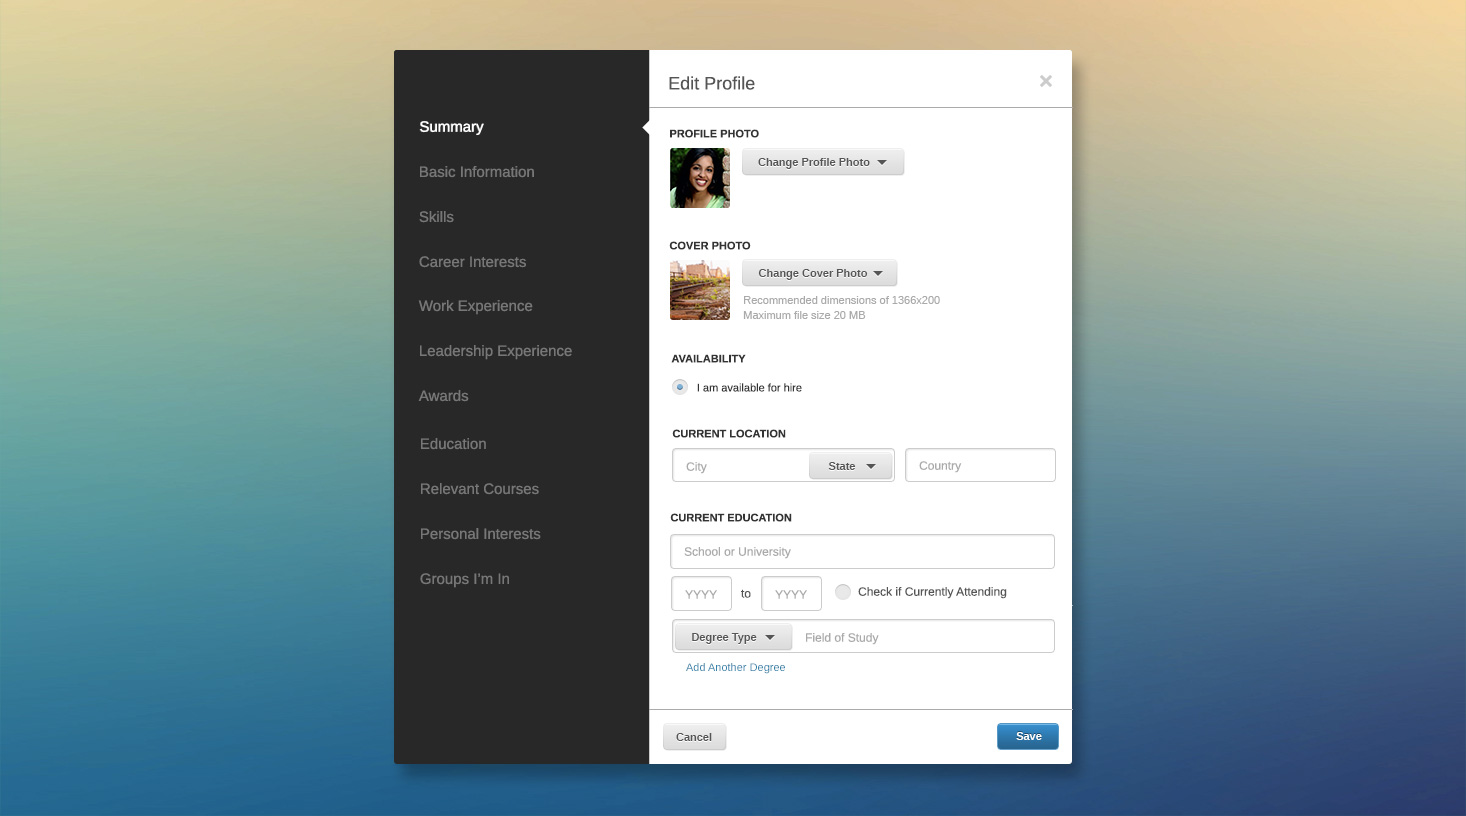 Edit Profile
Summary
Basic Information
Skills
Career Interests
Work Experience
Leadership Experience
Awards
Education
Relevant Courses
Personal Interests
Groups I'm In
PROFILE PHOTO
Change Profile Photo
COVER PHOTO
Change Cover Photo
Recommended dimensions of 1366x200
Maximum file size 20 MB
AVAILABILITY
I am available for hire
CURRENT LOCATION
City State Country
CURRENT EDUCATION
School or University
YYYY to YYYY Check if Currently Attending
Degree Type Field of Study
Add Another Degree
Cancel Save